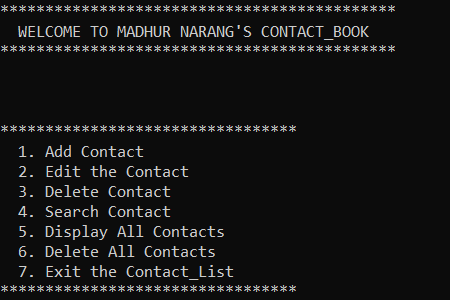 ********************************************
WELCOME TO MADHUR NARANG'S CONTACT_BOOK
********************************************
*********************************
1. Add Contact
2. Edit the Contact
3. Delete Contact
4. Search Contact
5. Display All Contacts
6. Delete All Contacts
7. Exit the Contact_List
*********************************